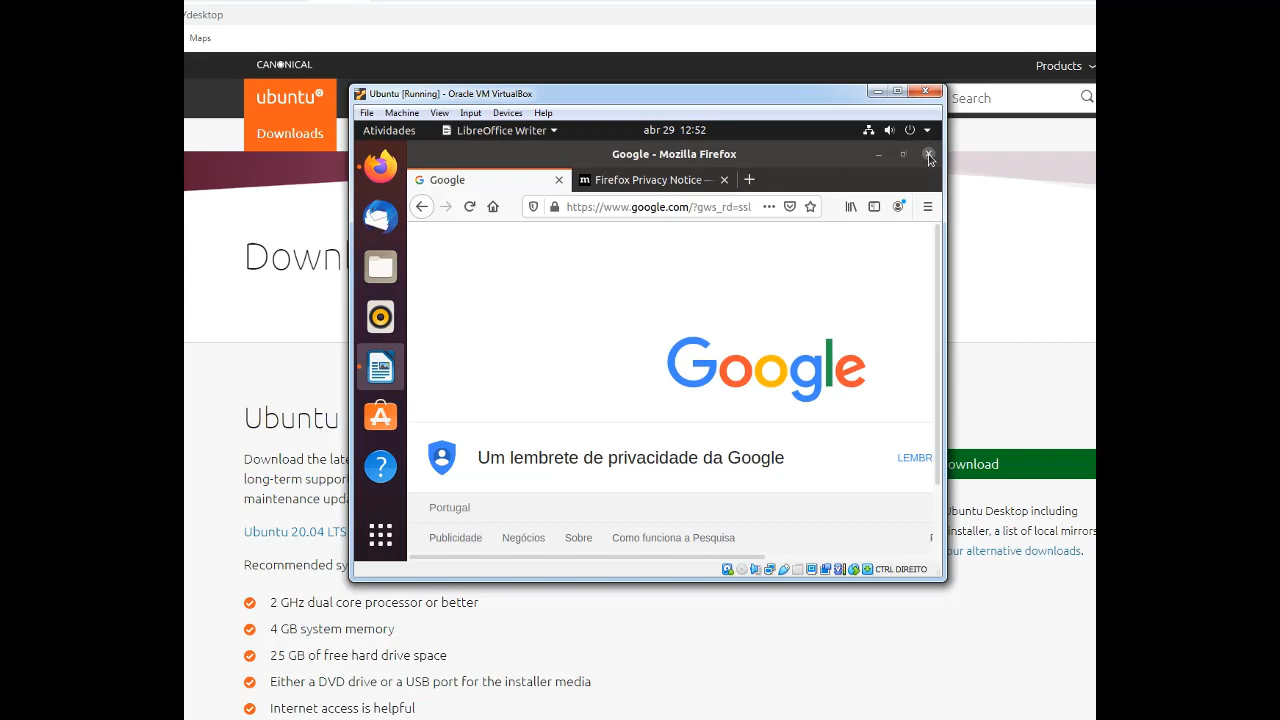 /desktop
Maps
CANONICAL
Products
ubuntu
Downloads
Search
Down
Ubuntu
Download the late
long-term suppor
maintenance upda
Ubuntu 20.04 LTS
Recommended sy
2 GHz dual core processor or better
4 GB system memory
25 GB of free hard drive space
Either a DVD drive or a USB port for the installer media
Internet access is helpful
ownload
Ubuntu Desktop including
installer, a list of local mirrors
our alternative downloads.
Ubuntu [Running] - Oracle VM VirtualBox
File Machine View Input Devices Help
Atividades LibreOffice Writer abr 29 12:52
Google - Mozilla Firefox
Google Firefox Privacy Notice —
https://www.google.com/?gws_rd=ssl
Google
Um lembrete de privacidade da Google LEMBR
Portugal
Publicidade Negócios Sobre Como funciona a Pesquisa
CTRL DIREITO